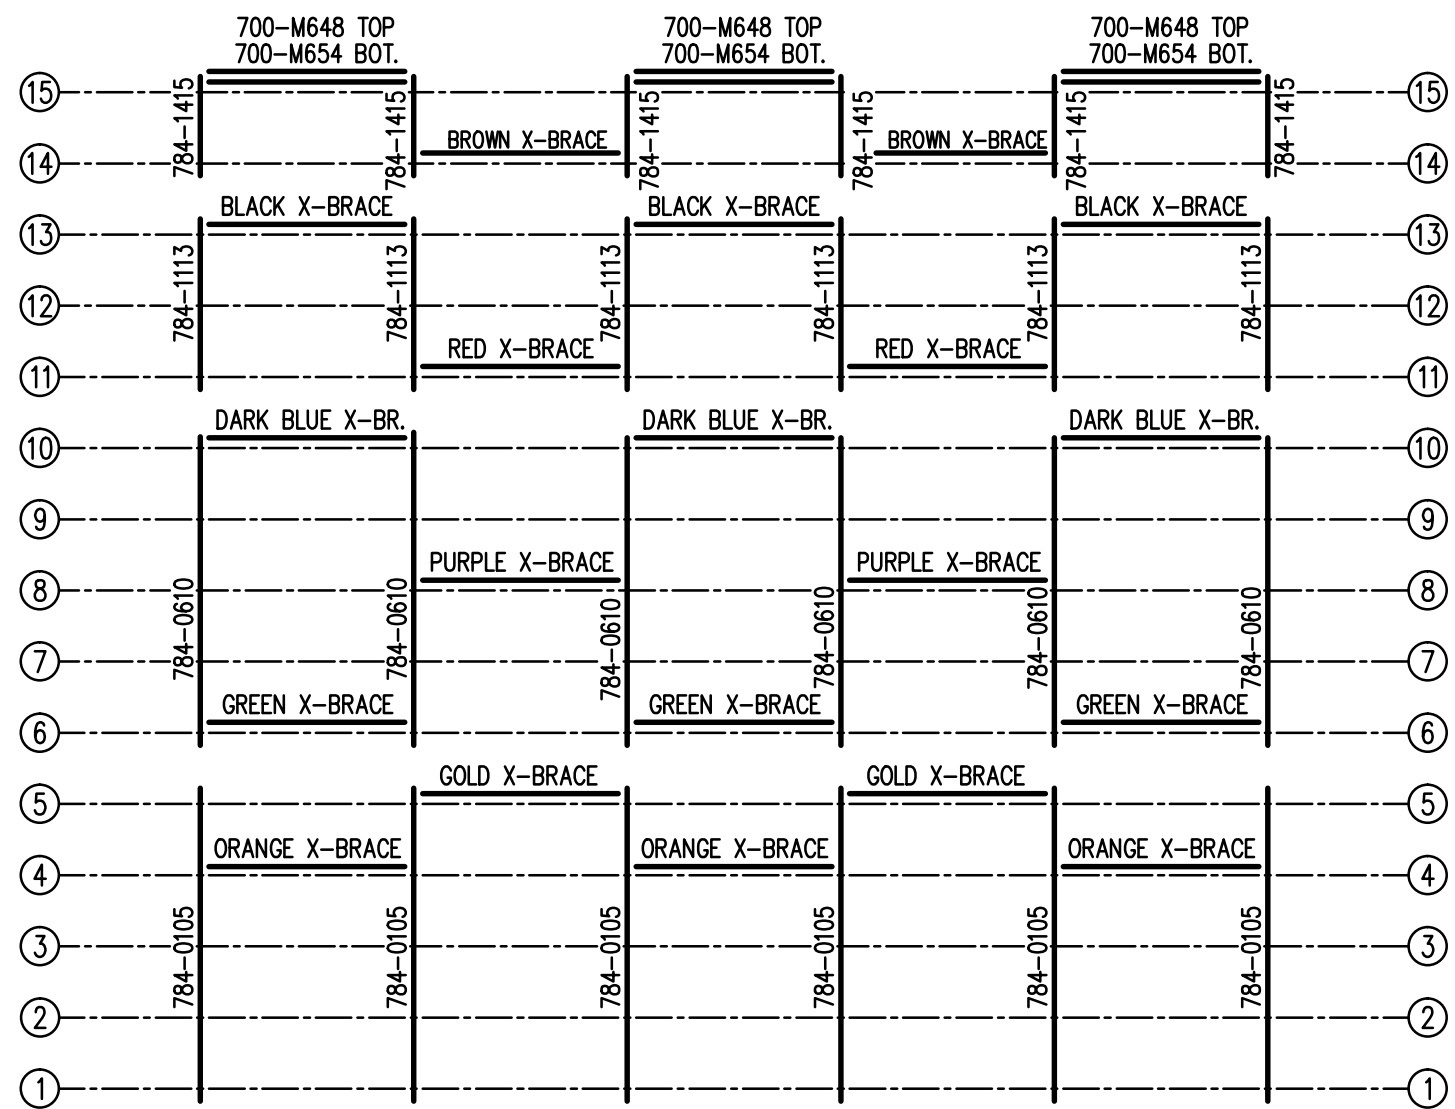 700-M648 TOP 700-M648 TOP 700-M648 TOP
700-M654 BOT. 700-M654 BOT. 700-M654 BOT.
15 15
784-1415 784-1415 784-1415 784-1415 784-1415 784-1415
BROWN X-BRACE BROWN X-BRACE
14 14
BLACK X-BRACE BLACK X-BRACE BLACK X-BRACE
13 13
784-1113 784-1113 784-1113 784-1113 784-1113 784-1113
12 12
RED X-BRACE RED X-BRACE
11 11
DARK BLUE X-BR. DARK BLUE X-BR. DARK BLUE X-BR.
10 10
9 9
PURPLE X-BRACE PURPLE X-BRACE
8 8
784-0610 784-0610 784-0610 784-0610 784-0610 784-0610
7 7
GREEN X-BRACE GREEN X-BRACE GREEN X-BRACE
6 6
GOLD X-BRACE GOLD X-BRACE
5 5
ORANGE X-BRACE ORANGE X-BRACE ORANGE X-BRACE
4 4
784-0105 784-0105 784-0105 784-0105 784-0105 784-0105
3 3
2 2
1 1